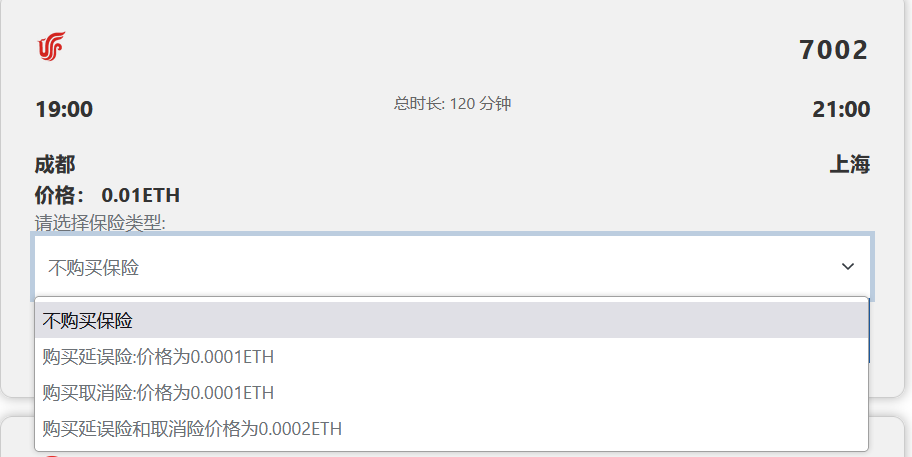 7002
19:00 总时长: 120 分钟 21:00
成都 上海
价格： 0.01ETH
请选择保险类型:
不购买保险
不购买保险
购买延误险:价格为0.0001ETH
购买取消险:价格为0.0001ETH
购买延误险和取消险价格为0.0002ETH